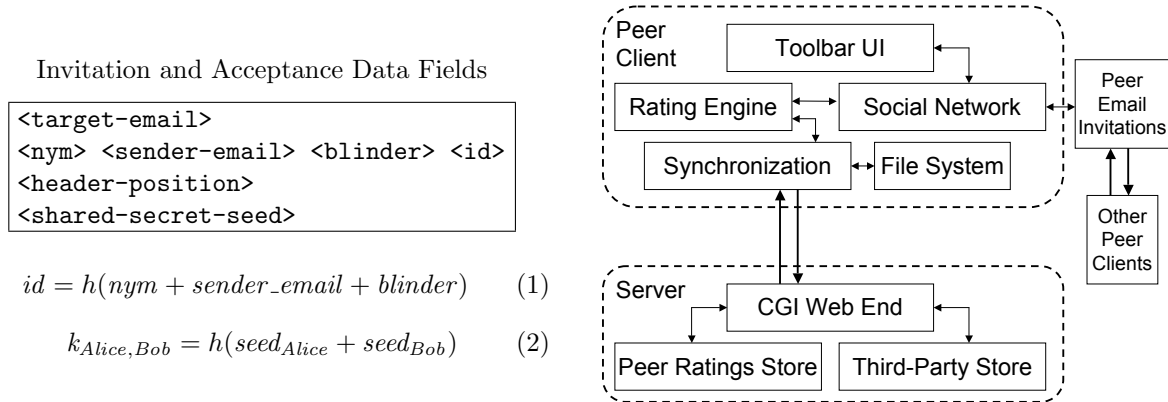 Invitation and Acceptance Data Fields
<target-email>
<nym> <sender-email> <blinder> <id>
<header-position>
<shared-secret-seed>
id = h(nym + sender_email + blinder) (1)
k_{Alice,Bob} = h(seed_{Alice} + seed_{Bob}) (2)
Peer
Client
Toolbar UI
Rating Engine
Social Network
Synchronization
File System
Peer
Email
Invitations
Other
Peer
Clients
Server
CGI Web End
Peer Ratings Store
Third-Party Store